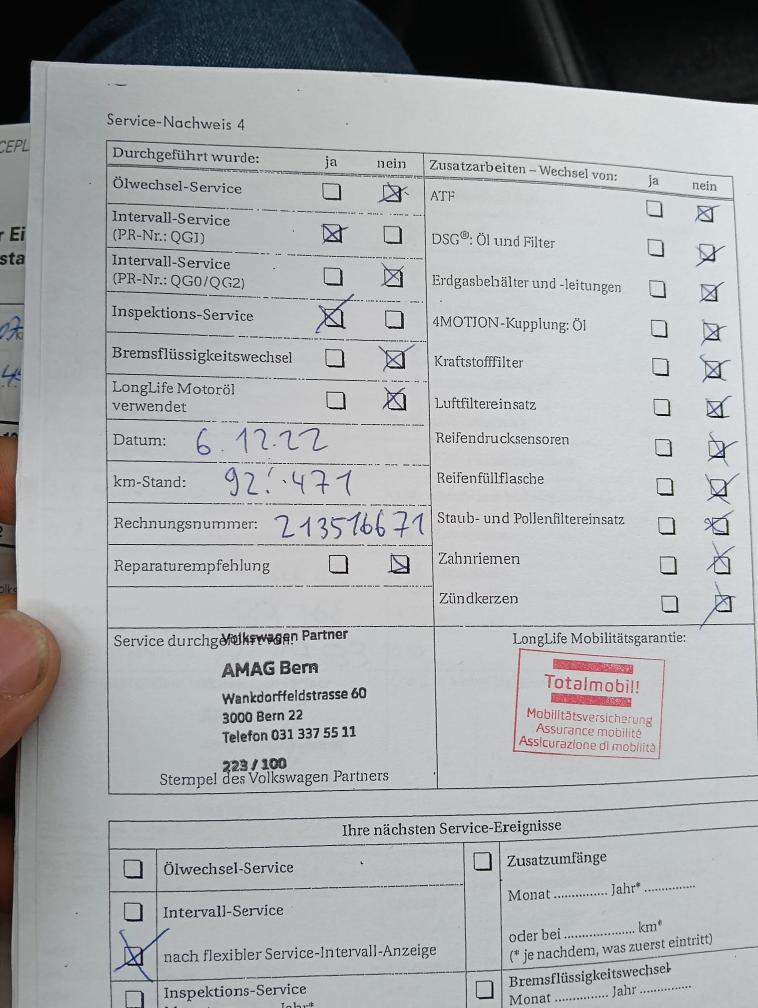 Service-Nachweis 4
Durchgeführt wurde: ja nein
Ölwechsel-Service
Intervall-Service
(PR-Nr.: QG1)
Intervall-Service
(PR-Nr.: QG0/QG2)
Inspektions-Service
Bremsflüssigkeitswechsel
LongLife Motoröl
verwendet
Datum: 6.12.22
km-Stand: 92.471
Rechnungsnummer: 213516671
Reparaturempfehlung
Zusatzarbeiten – Wechsel von: ja nein
ATF
DSG®: Öl und Filter
Erdgasbehälter und -leitungen
4MOTION-Kupplung: Öl
Kraftstofffilter
Luftfiltereinsatz
Reifendrucksensoren
Reifenfüllflasche
Staub- und Pollenfiltereinsatz
Zahnriemen
Zündkerzen
Service durchgeführt:
Volkswagen Partner
AMAG Bern
Wankdorffeldstrasse 60
3000 Bern 22
Telefon 031 337 55 11
223 / 100
Stempel des Volkswagen Partners
LongLife Mobilitätsgarantie:
Totalmobil!
Mobilitätsversicherung
Assurance mobilité
Assicurazione di mobilità
Ihre nächsten Service-Ereignisse
Ölwechsel-Service
Intervall-Service
nach flexibler Service-Intervall-Anzeige
Inspektions-Service
Jahr*
Zusatzumfänge
Monat .............. Jahr* ..............
oder bei ................... km*
(* je nachdem, was zuerst eintritt)
Bremsflüssigkeitswechsel
Monat .............. Jahr ..............